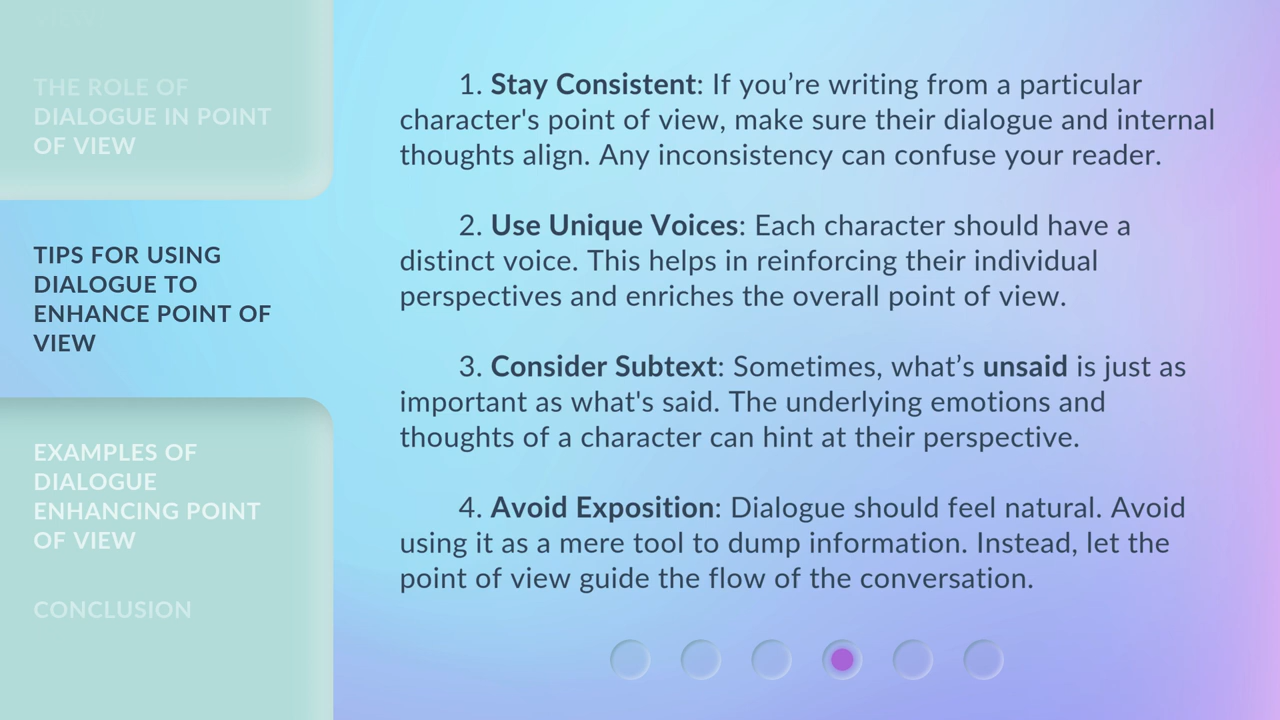 THE ROLE OF
DIALOGUE IN POINT
OF VIEW
TIPS FOR USING
DIALOGUE TO
ENHANCE POINT OF
VIEW
EXAMPLES OF
DIALOGUE
ENHANCING POINT
OF VIEW
CONCLUSION
1. Stay Consistent: If you’re writing from a particular
character's point of view, make sure their dialogue and internal
thoughts align. Any inconsistency can confuse your reader.
2. Use Unique Voices: Each character should have a
distinct voice. This helps in reinforcing their individual
perspectives and enriches the overall point of view.
3. Consider Subtext: Sometimes, what’s unsaid is just as
important as what's said. The underlying emotions and
thoughts of a character can hint at their perspective.
4. Avoid Exposition: Dialogue should feel natural. Avoid
using it as a mere tool to dump information. Instead, let the
point of view guide the flow of the conversation.